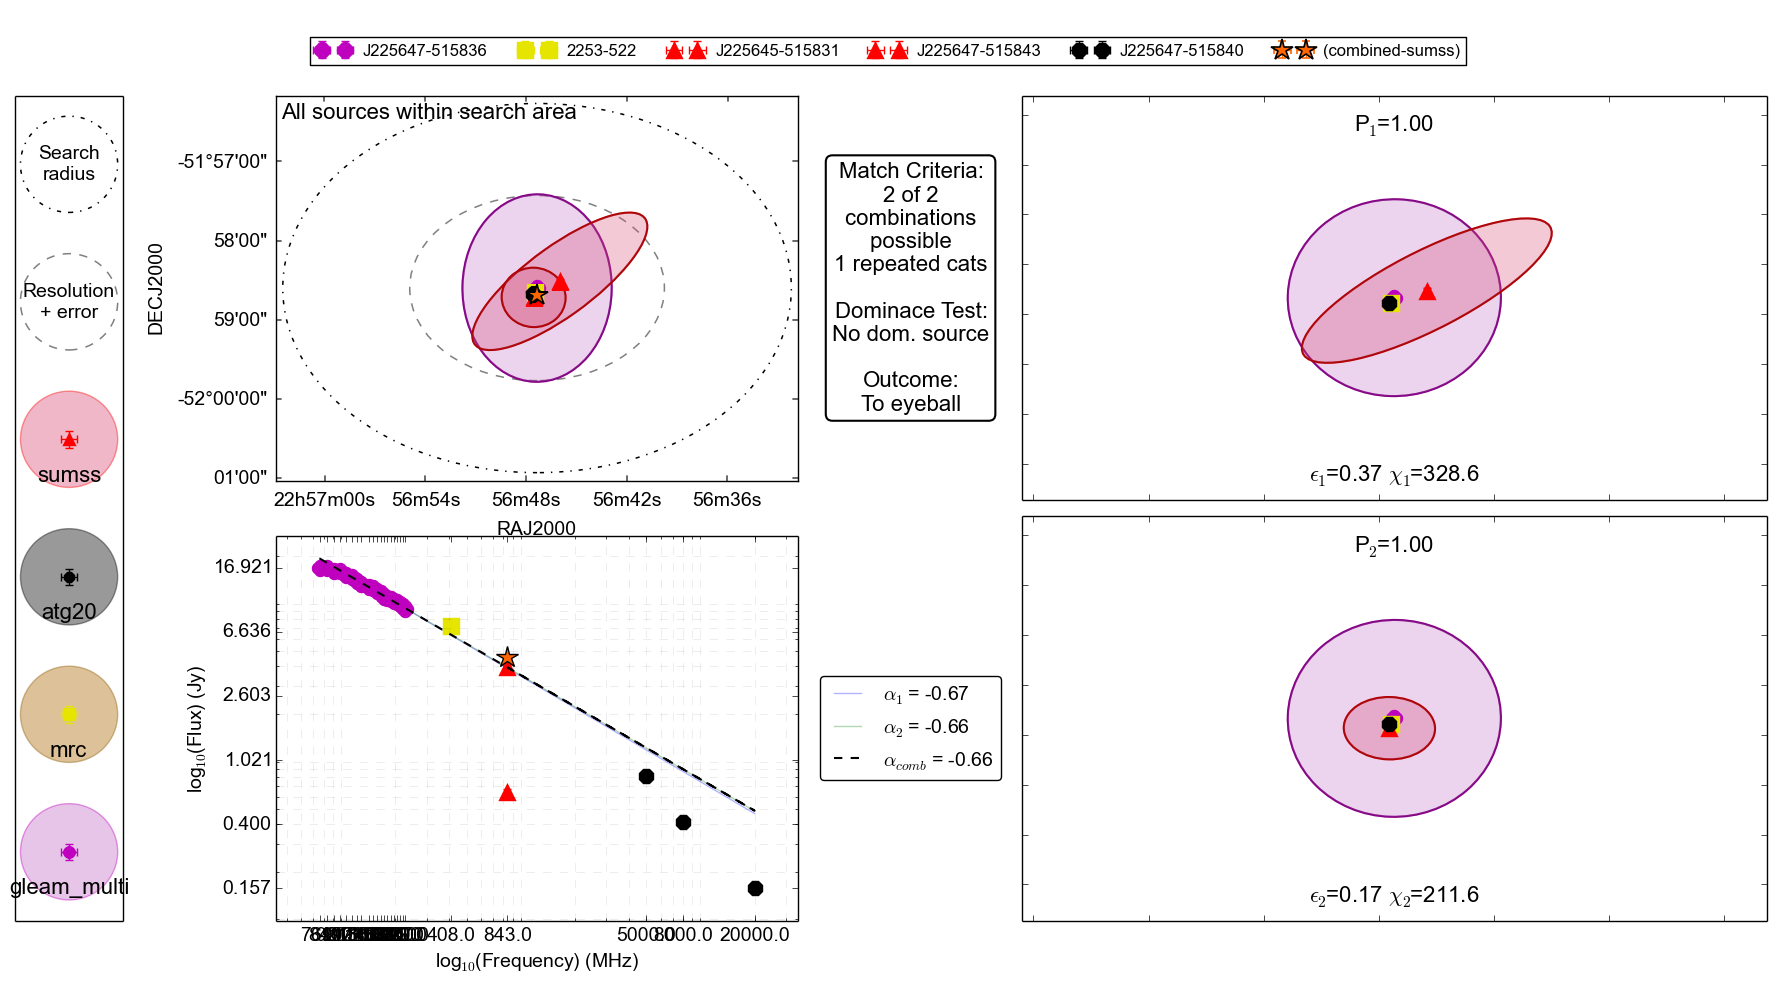 J225647-515836
2253-522
J225645-515831
J225647-515843
J225647-515840
(combined-sumss)
Search
radius
Resolution
+ error
sumss
atg20
mrc
gleam_multi
All sources within search area
DECJ2000
-51°57'00"
58'00"
59'00"
-52°00'00"
01'00"
22h57m00s
56m54s
56m48s
56m42s
56m36s
RAJ2000
Match Criteria:
2 of 2
combinations
possible
1 repeated cats
Dominace Test:
No dom. source
Outcome:
To eyeball
P1=1.00
ϵ1=0.37 χ1=328.6
P2=1.00
ϵ2=0.17 χ2=211.6
log10(Flux) (Jy)
16.921
6.636
2.603
1.021
0.400
0.157
408.0
843.0
5000.0
8000.0
20000.0
log10(Frequency) (MHz)
α1 = -0.67
α2 = -0.66
αcomb = -0.66